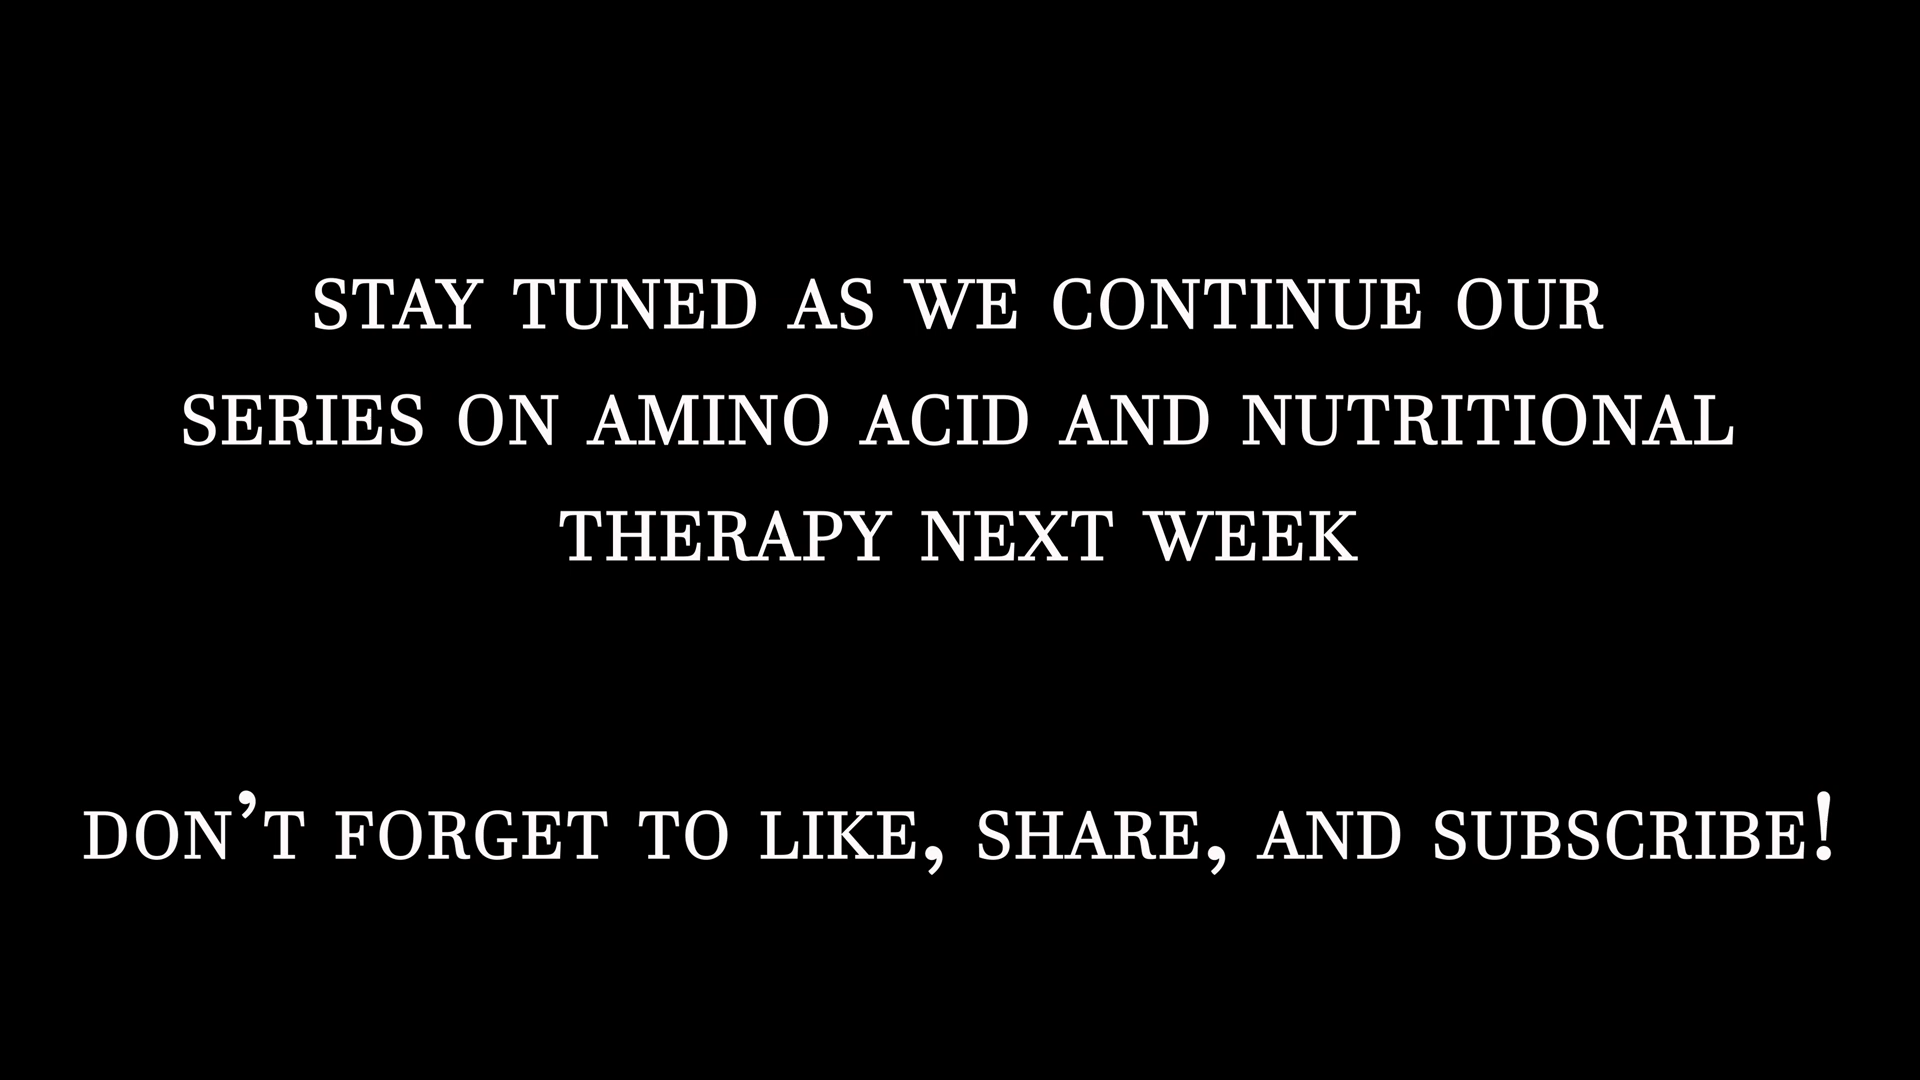 STAY TUNED AS WE CONTINUE OUR
SERIES ON AMINO ACID AND NUTRITIONAL
THERAPY NEXT WEEK
DON’T FORGET TO LIKE, SHARE, AND SUBSCRIBE!